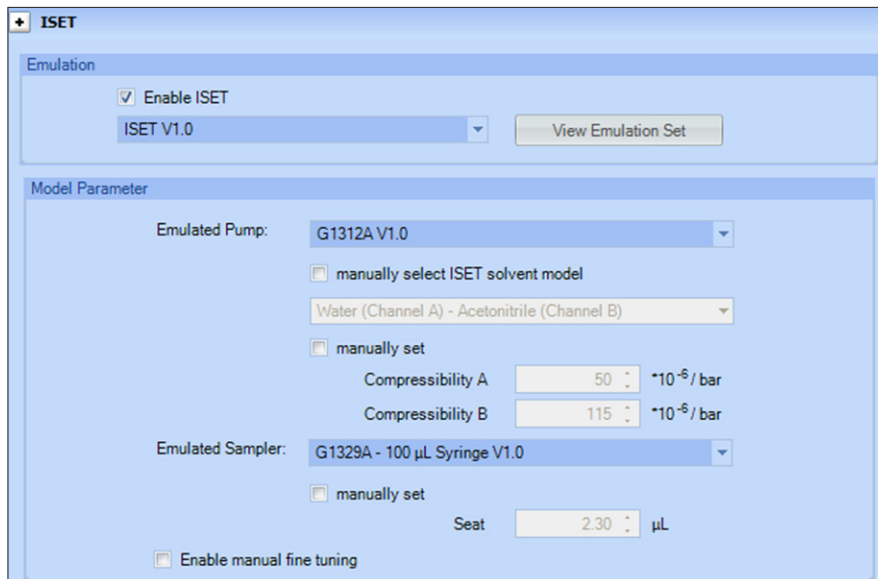 + ISET
Emulation
Enable ISET
ISET V1.0
View Emulation Set
Model Parameter
Emulated Pump:
G1312A V1.0
manually select ISET solvent model
Water (Channel A) - Acetonitrile (Channel B)
manually set
Compressibility A 50 *10⁻⁶ / bar
Compressibility B 115 *10⁻⁶ / bar
Emulated Sampler:
G1329A - 100 µL Syringe V1.0
manually set
Seat 2.30 µL
Enable manual fine tuning